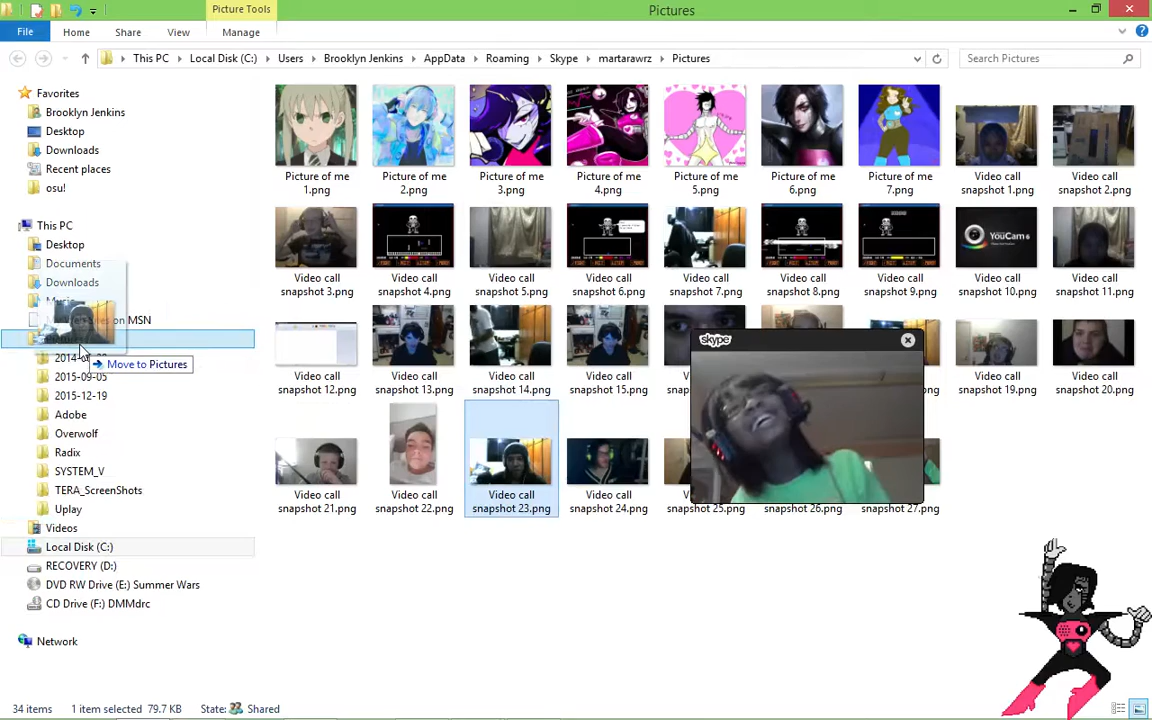 Picture Tools
Pictures
File
Home
Share
View
Manage
This PC
Local Disk (C:)
Users
Brooklyn Jenkins
AppData
Roaming
Skype
martarawrz
Pictures
Search Pictures
Favorites
Brooklyn Jenkins
Desktop
Downloads
Recent places
osu!
This PC
Desktop
Documents
Downloads
on MSN
Move to Pictures
2015-09-05
2015-12-19
Adobe
Overwolf
Radix
SYSTEM_V
TERA_ScreenShots
Uplay
Videos
Local Disk (C:)
RECOVERY (D:)
DVD RW Drive (E:) Summer Wars
CD Drive (F:) DMMdrc
Network
Picture of me 1.png
Picture of me 2.png
Picture of me 3.png
Picture of me 4.png
Picture of me 5.png
Picture of me 6.png
Picture of me 7.png
Video call snapshot 1.png
Video call snapshot 2.png
Video call snapshot 3.png
Video call snapshot 4.png
Video call snapshot 5.png
Video call snapshot 6.png
Video call snapshot 7.png
Video call snapshot 8.png
Video call snapshot 9.png
YouCam 6
Video call snapshot 10.png
Video call snapshot 11.png
Video call snapshot 12.png
Video call snapshot 13.png
Video call snapshot 14.png
Video call snapshot 15.png
skype
Video call snapshot 19.png
Video call snapshot 20.png
Video call snapshot 21.png
Video call snapshot 22.png
Video call snapshot 23.png
Video call snapshot 24.png
snapshot 25.png
snapshot 26.png
snapshot 27.png
34 items
1 item selected 79.7 KB
State:
Shared